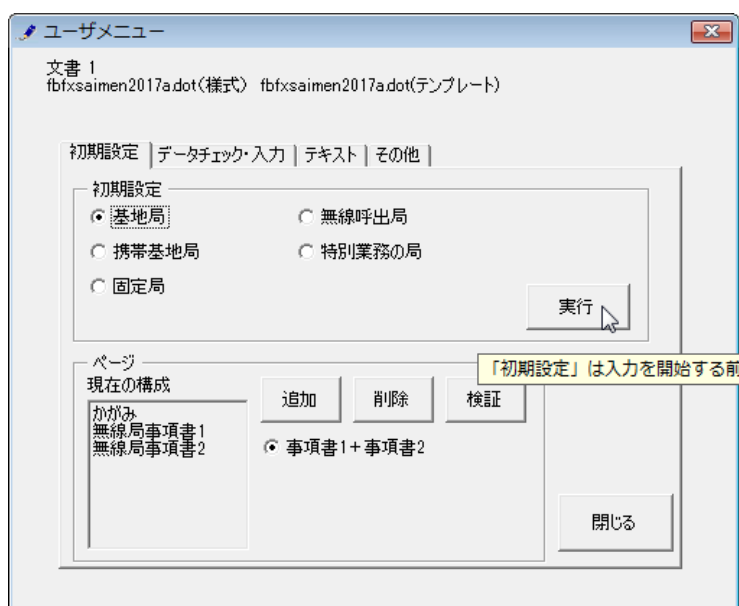 ユーザメニュー
文書 1
fbfxsaimen2017a.dot(様式) fbfxsaimen2017a.dot(テンプレート)
初期設定 データチェック・入力 テキスト その他
初期設定
基地局 無線呼出局
携帯基地局 特別業務の局
固定局
実行
「初期設定」は入力を開始する前
ページ
現在の構成
追加 削除 検証
かがみ
無線局事項書1
無線局事項書2
事項書1+事項書2
閉じる